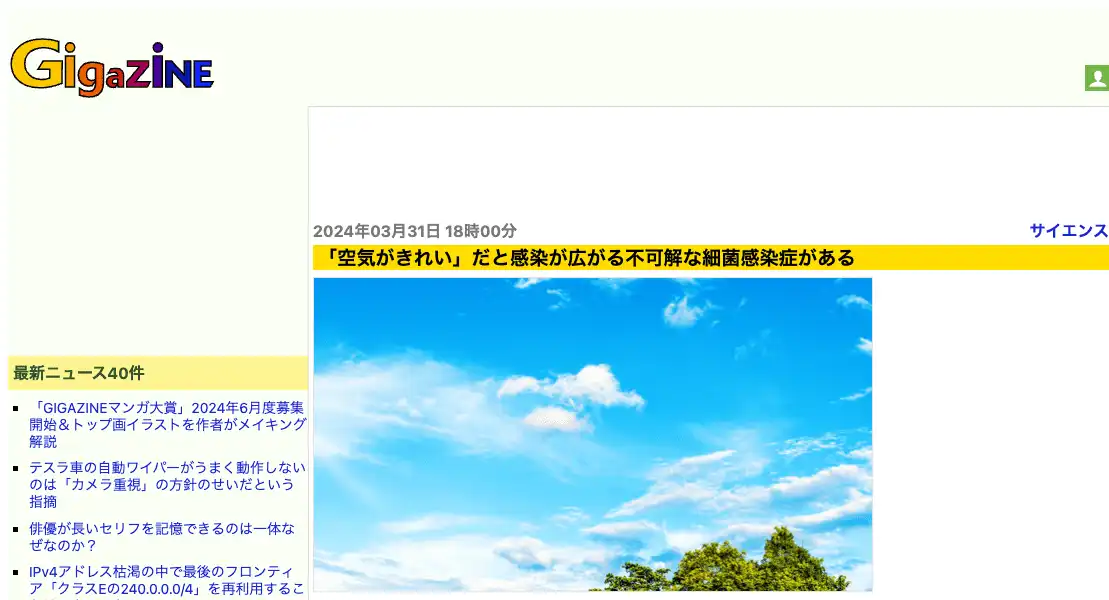 GigaZiNE
2024年03月31日 18時00分
サイエンス
「空気がきれい」だと感染が広がる不可解な細菌感染症がある
最新ニュース40件
「GIGAZINEマンガ大賞」2024年6月度募集
開始＆トップ画イラストを作者がメイキング
解説
テスラ車の自動ワイパーがうまく動作しない
のは「カメラ重視」の方針のせいだという
指摘
俳優が長いセリフを記憶できるのは一体な
ぜなのか？
IPv4アドレス枯渇の中で最後のフロンティ
ア「クラスEの240.0.0.0/4」を再利用するこ